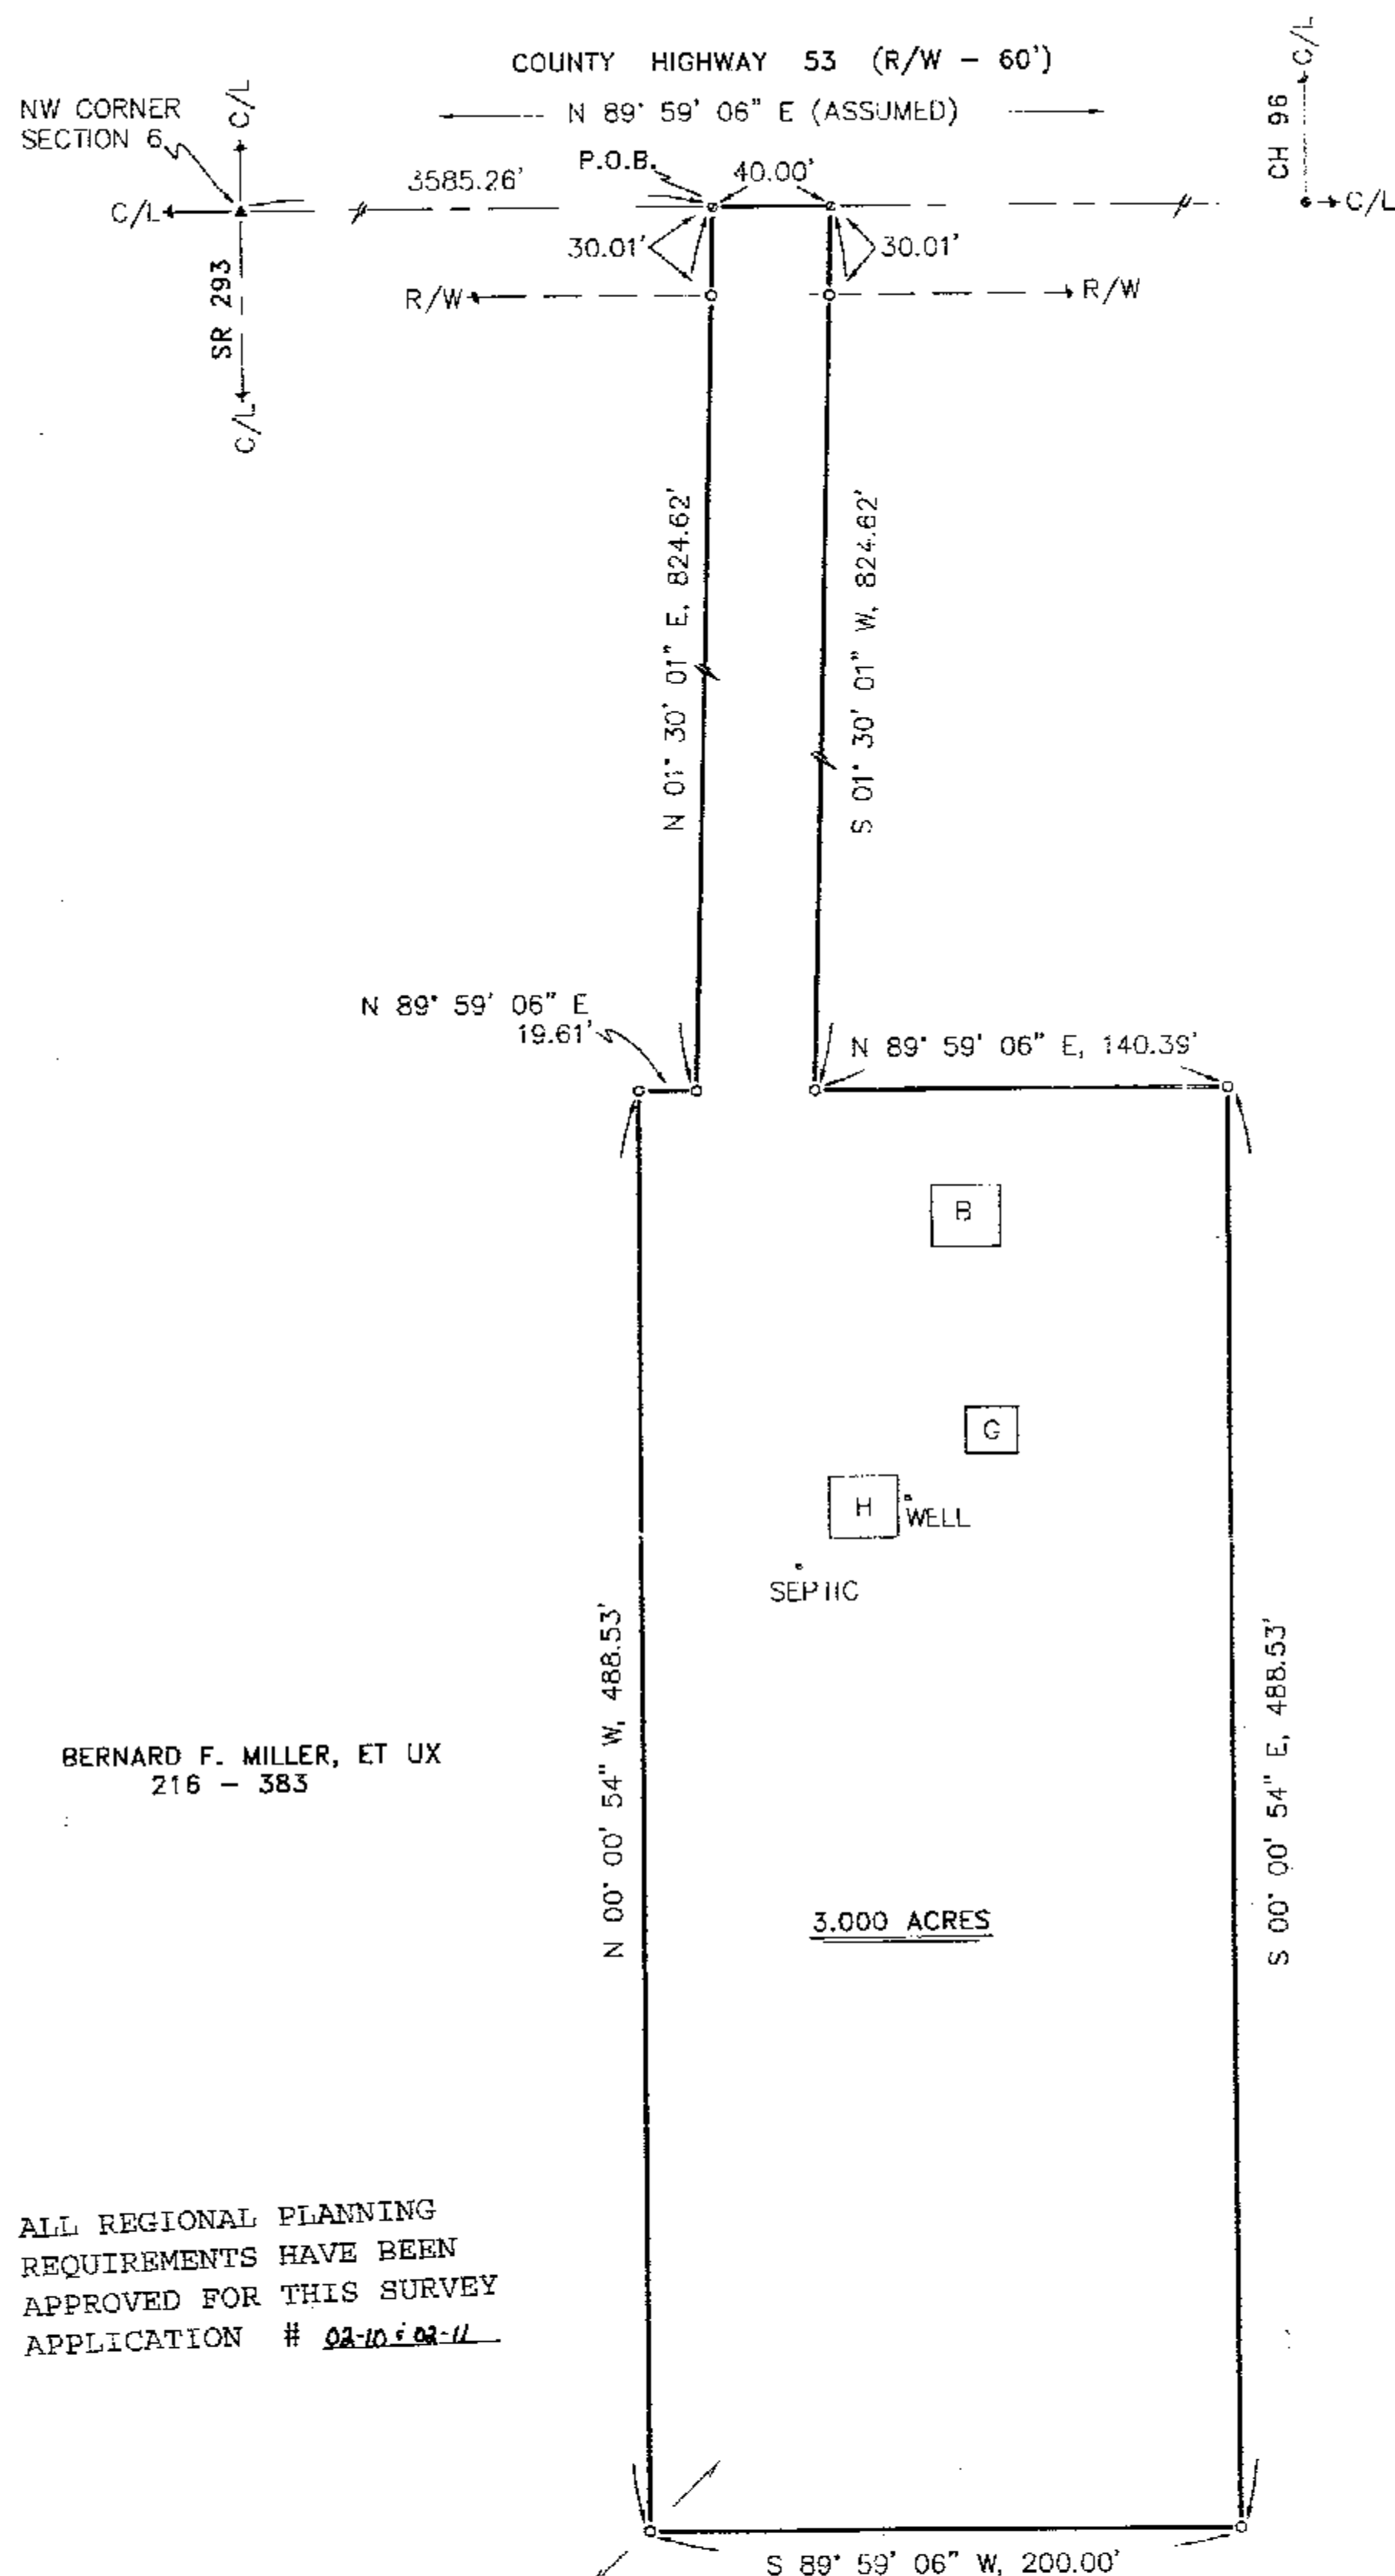 COUNTY HIGHWAY 53 (R/W - 60')
N 89° 59' 06" E (ASSUMED)
NW CORNER
SECTION 6
C/L
C/L
C/L
SR 293
C/L
CH 96
C/L
C/L
P.O.B.
3585.26'
40.00'
30.01'
30.01'
R/W
R/W
N 01° 30' 01" E, 824.62'
S 01° 30' 01" W, 824.62'
N 89° 59' 06" E
19.61'
N 89° 59' 06" E, 140.39'
B
G
H
WELL
SEPTIC
N 00° 00' 54" W, 488.53'
S 00° 00' 54" E, 488.53'
BERNARD F. MILLER, ET UX
216 - 383
3.000 ACRES
ALL REGIONAL PLANNING
REQUIREMENTS HAVE BEEN
APPROVED FOR THIS SURVEY
APPLICATION # 02-10 & 02-11
S 89° 59' 06" W, 200.00'